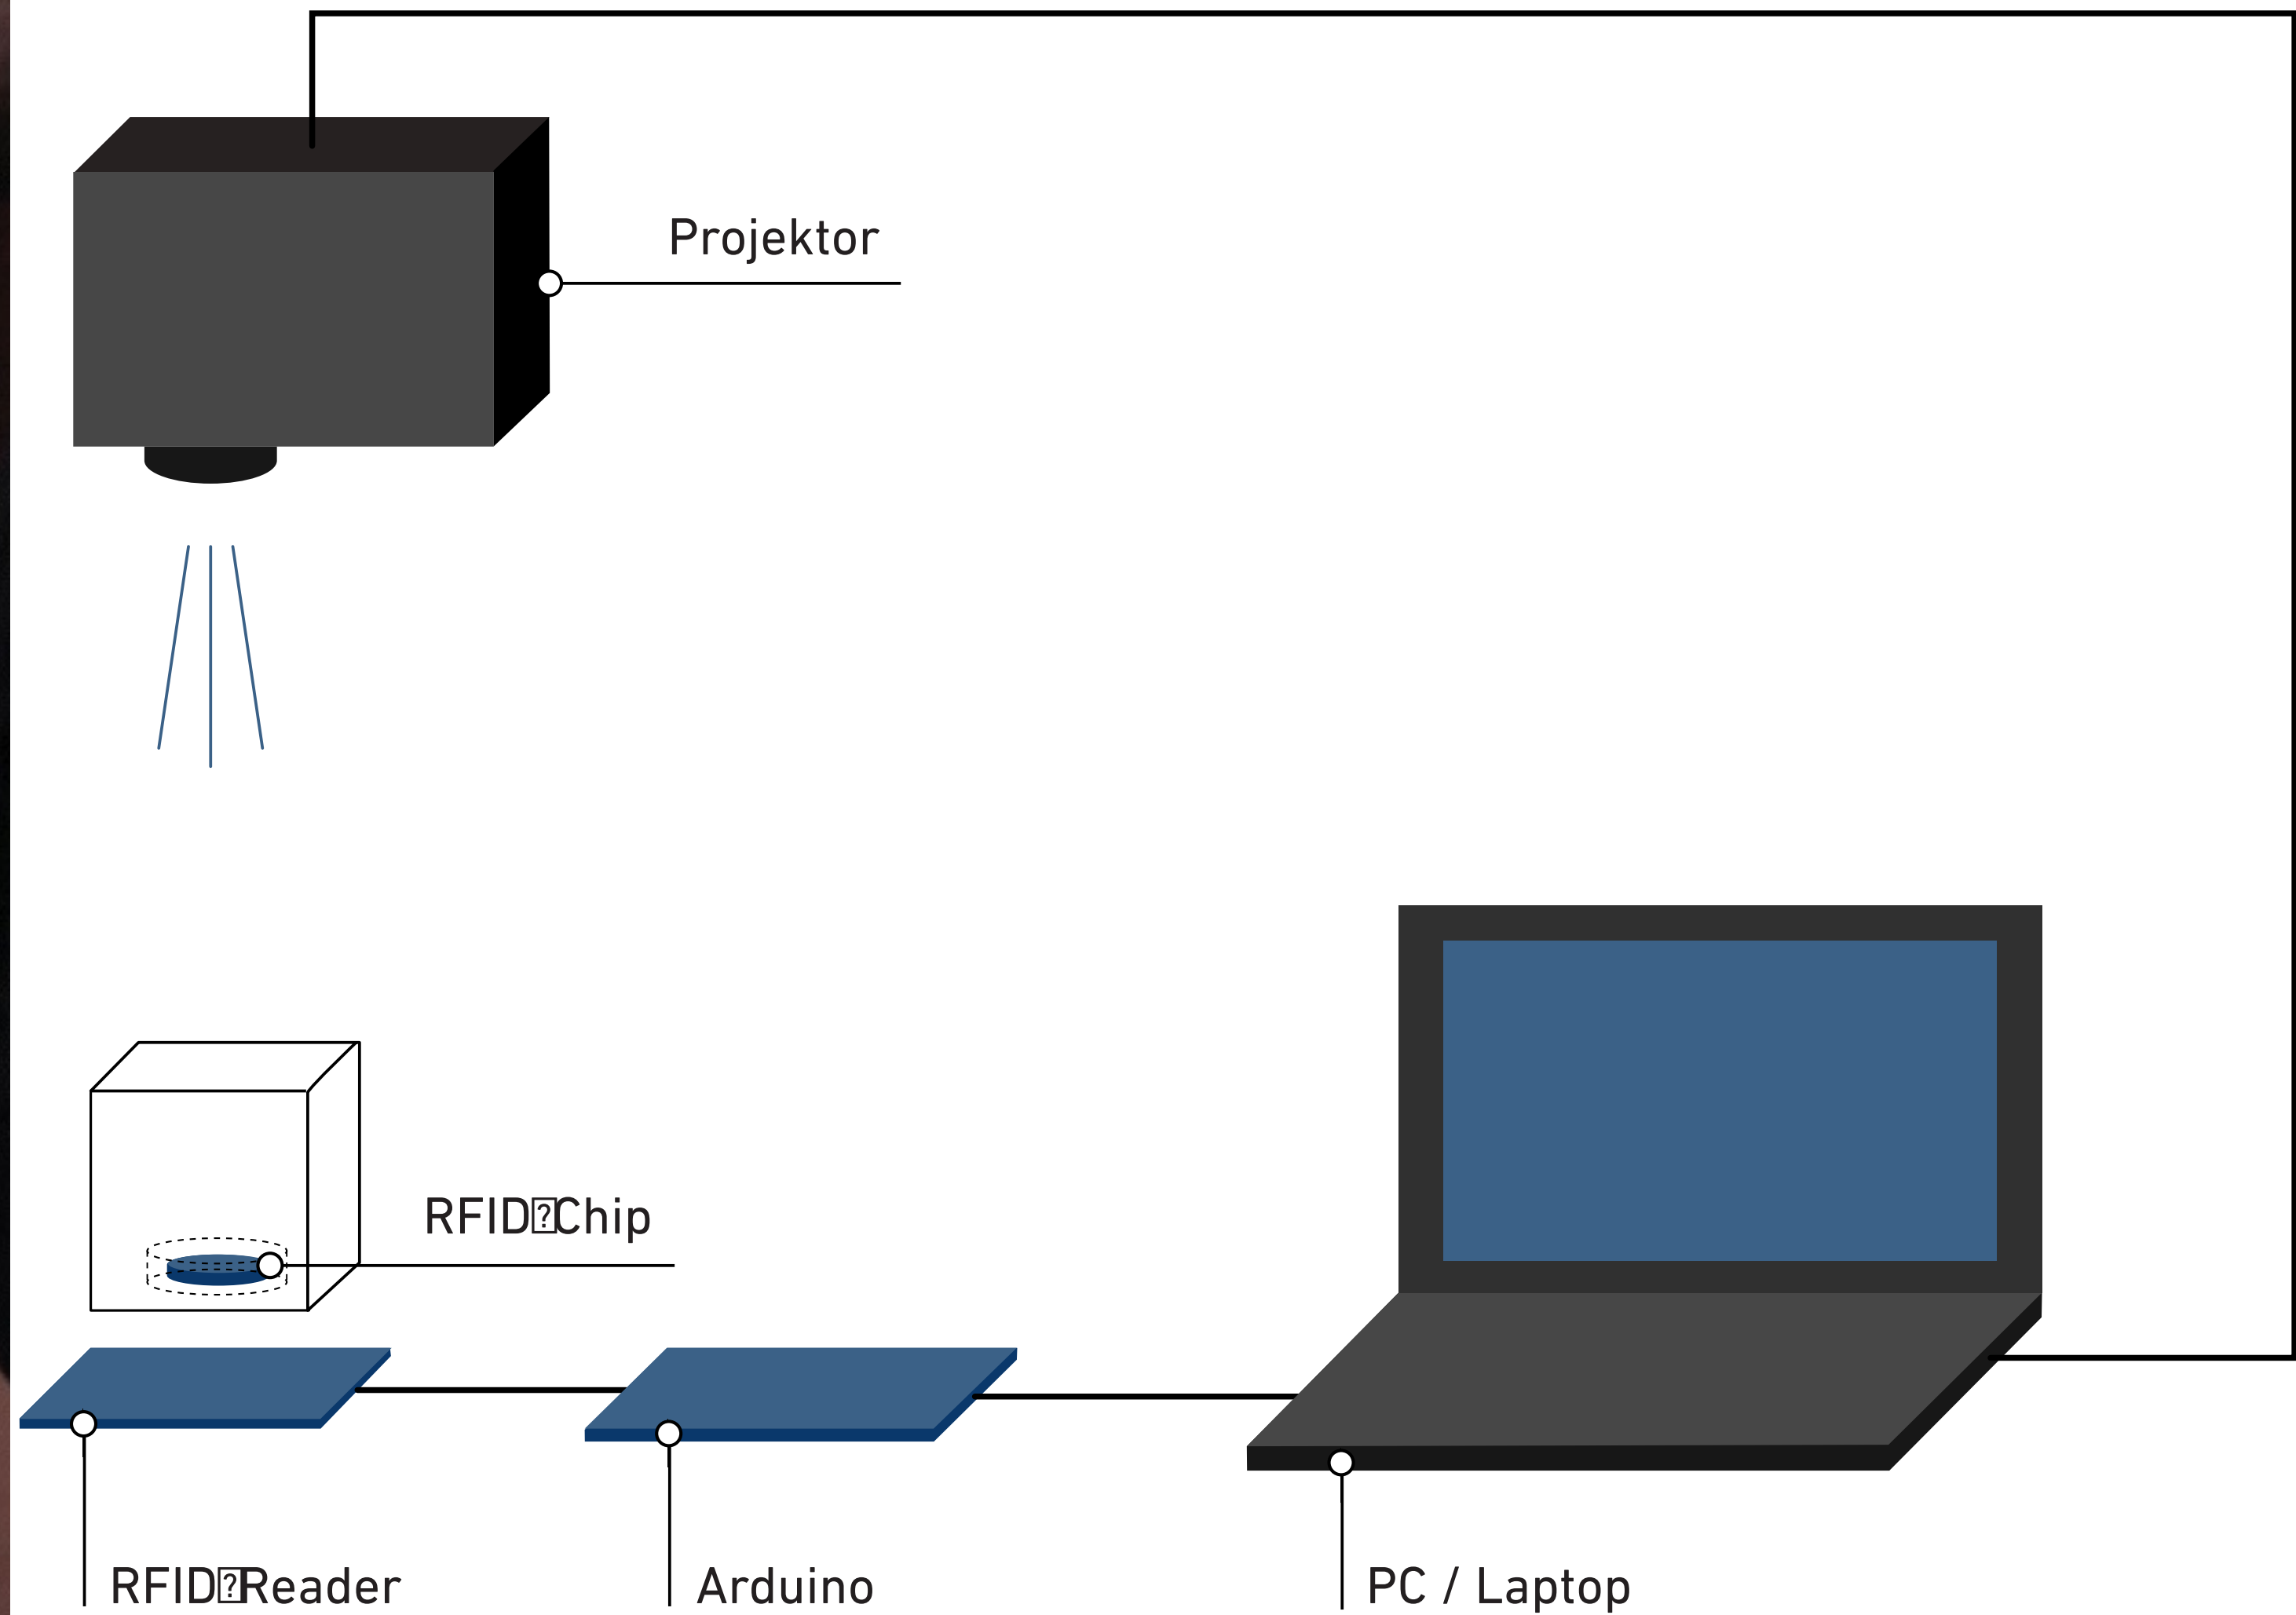 Projektor
RFID⍰Chip
RFID⍰Reader
Arduino
PC / Laptop